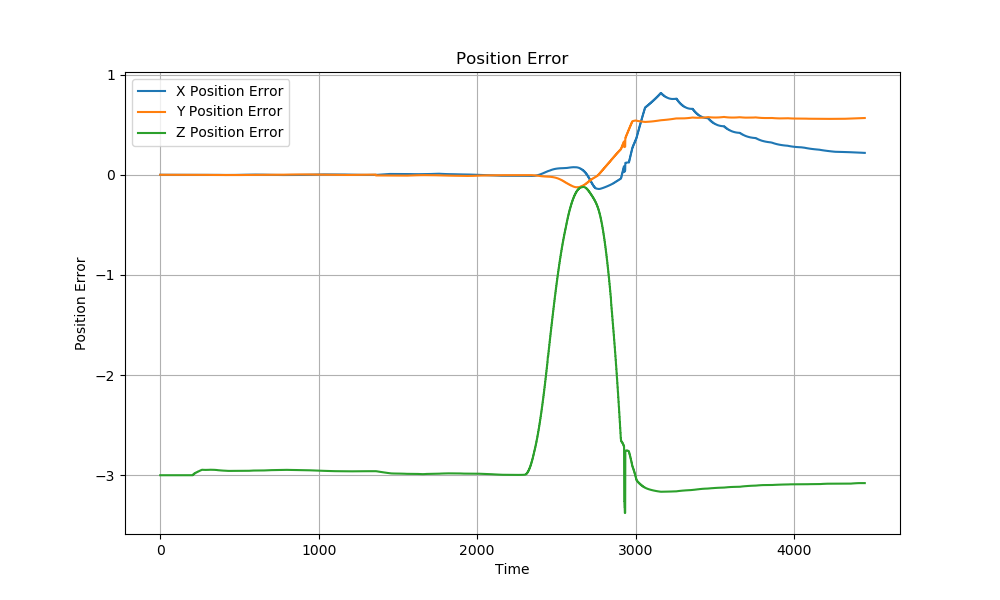 Position Error
X Position Error
Y Position Error
Z Position Error
1
0
−1
−2
−3
Position Error
0
1000
2000
3000
4000
Time